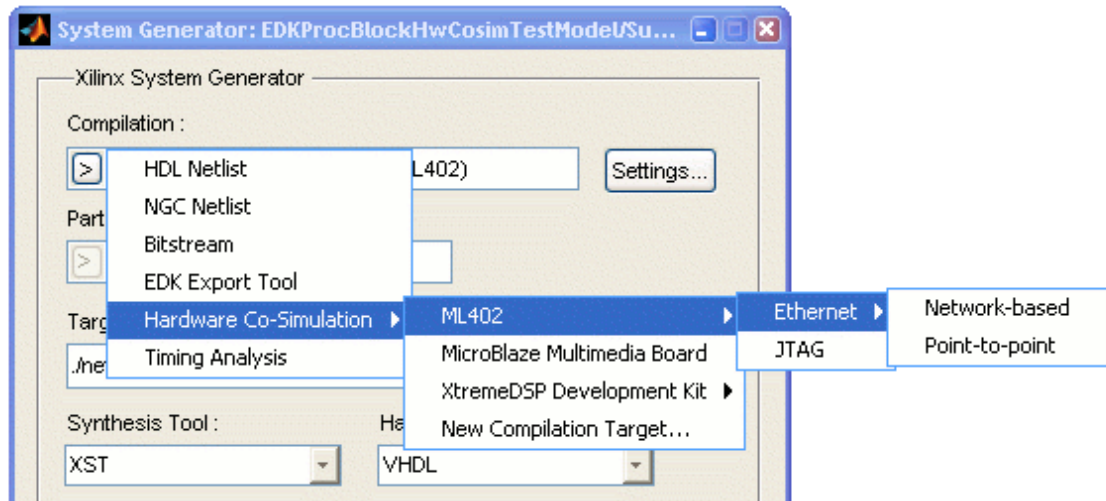 System Generator: EDKProcBlockHwCosimTestModel/Su...
Xilinx System Generator
Compilation :
> HDL Netlist L402) Settings...
NGC Netlist
Part
Bitstream
>
EDK Export Tool
Targ Hardware Co-Simulation ML402 Ethernet Network-based
Timing Analysis MicroBlaze Multimedia Board JTAG Point-to-point
./ne
XtremeDSP Development Kit
Synthesis Tool : Ha New Compilation Target...
XST VHDL